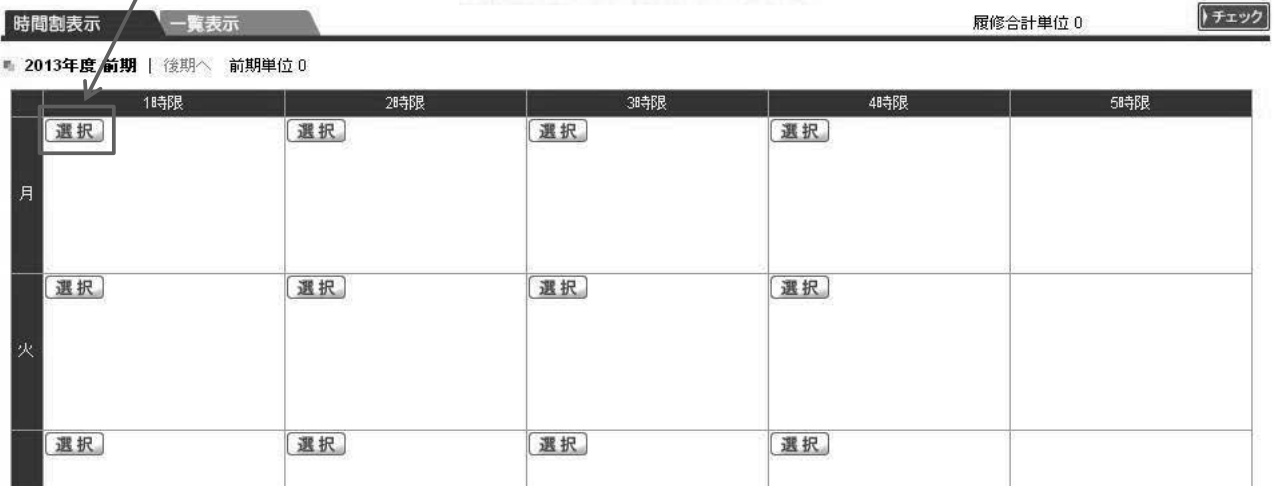 時間割表示 一覧表示 履修合計単位 0 チェック
2013年度 前期 | 後期へ 前期単位 0
1時限 2時限 3時限 4時限 5時限
選択 選択 選択 選択
月
選択 選択 選択 選択
火
選択 選択 選択 選択